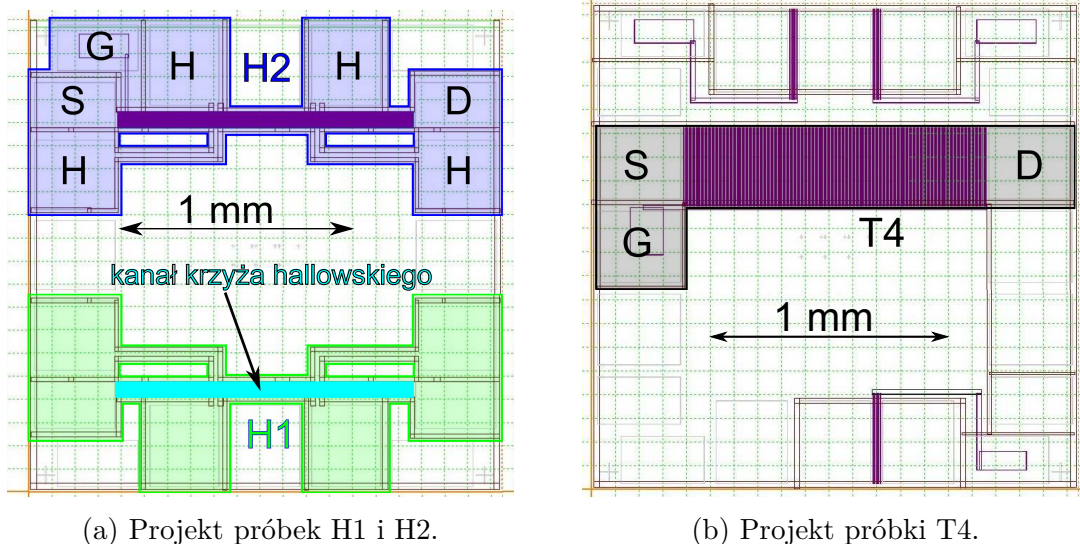 G
H
H2
H
S
D
H
H
1 mm
kanał krzyża hallowskiego
H1
(a) Projekt próbek H1 i H2.
S
D
G
T4
1 mm
(b) Projekt próbki T4.